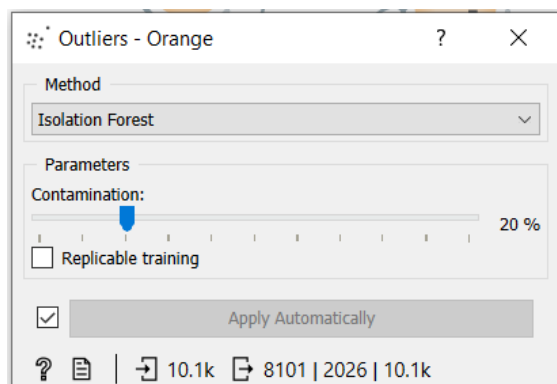 Outliers - Orange ?
Method
Isolation Forest
Parameters
Contamination:
20 %
Replicable training
Apply Automatically
? | 10.1k 8101 | 2026 | 10.1k